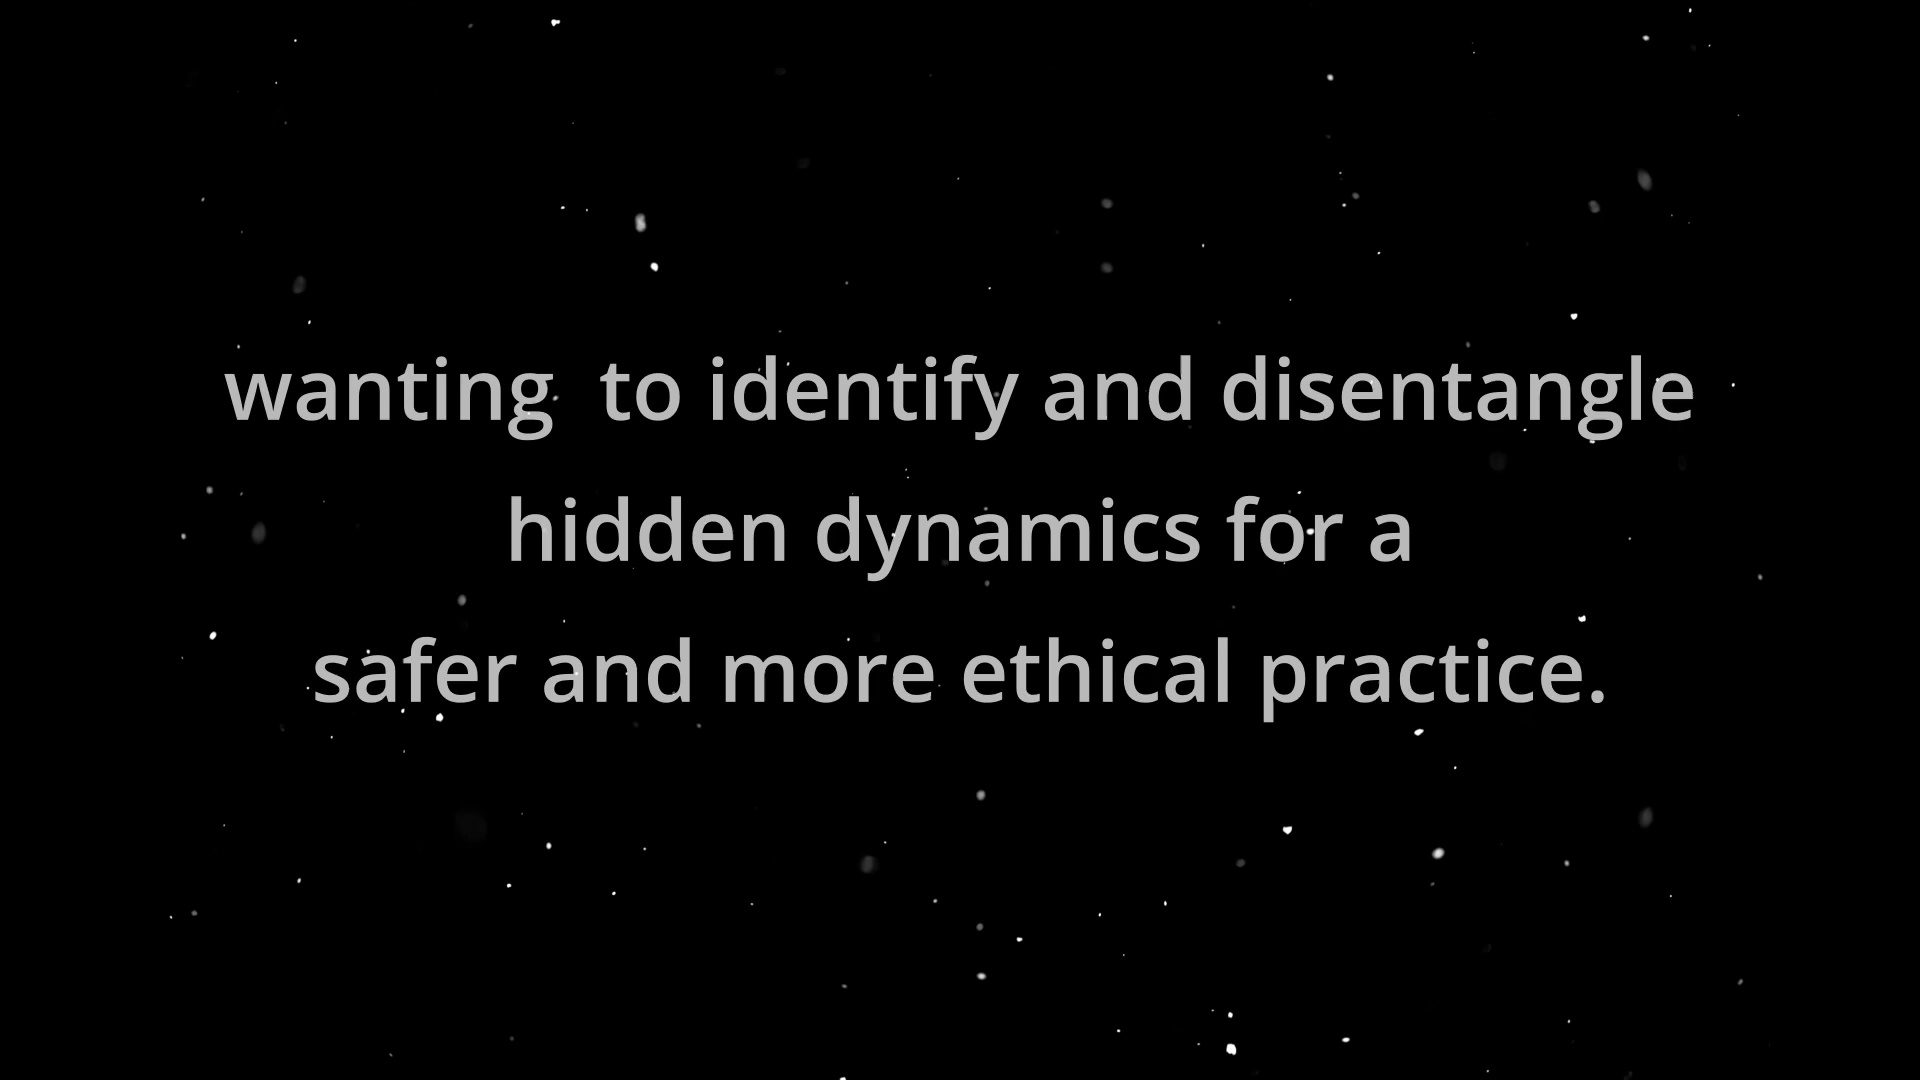 wanting  to identify and disentangle
hidden dynamics for a
safer and more ethical practice.